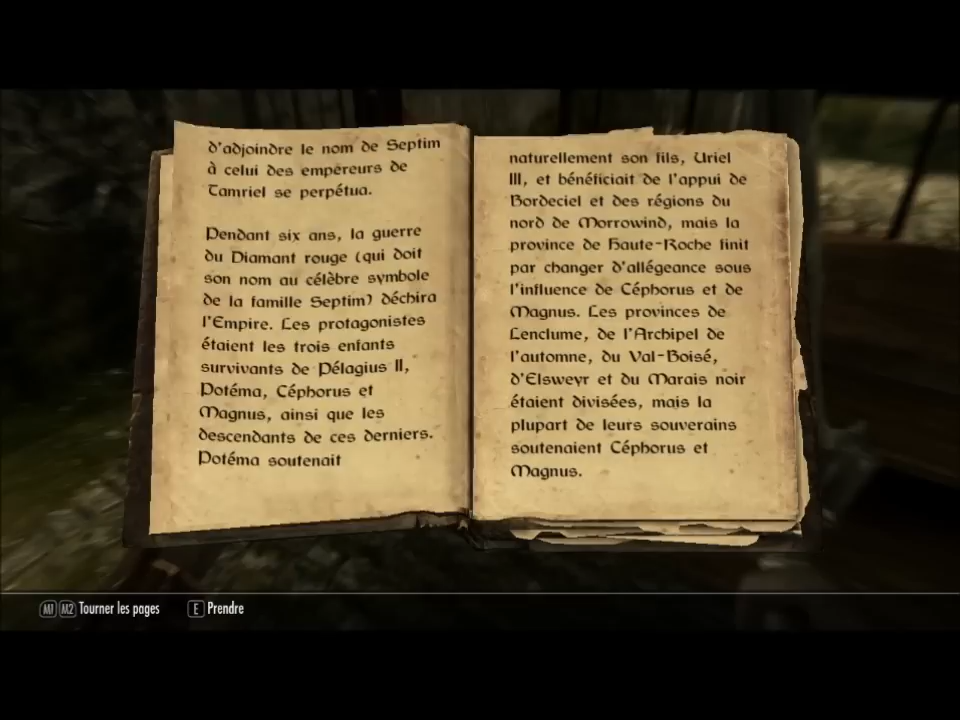 d'adjoindre le nom de Septim
à celui des empereurs de
Tamriel se perpétua.
Pendant six ans, la guerre
du Diamant rouge (qui doit
son nom au célèbre symbole
de la famille Septim) déchira
l'Empire. Les protagonistes
étaient les trois enfants
survivants de Pélagius II,
Potéma, Céphorus et
Magnus, ainsi que les
descendants de ces derniers.
Potéma soutenait
naturellement son fils, Uriel
III, et bénéficiait de l'appui de
Bordeciel et des régions du
nord de Morrowind, mais la
province de Haute-Roche finit
par changer d'allégeance sous
l'influence de Céphorus et de
Magnus. Les provinces de
Lenclume, de l'Archipel de
l'automne, du Val-Boisé,
d'Elsweyr et du Marais noir
étaient divisées, mais la
plupart de leurs souverains
soutenaient Céphorus et
Magnus.
M1 M2 Tourner les pages E Prendre